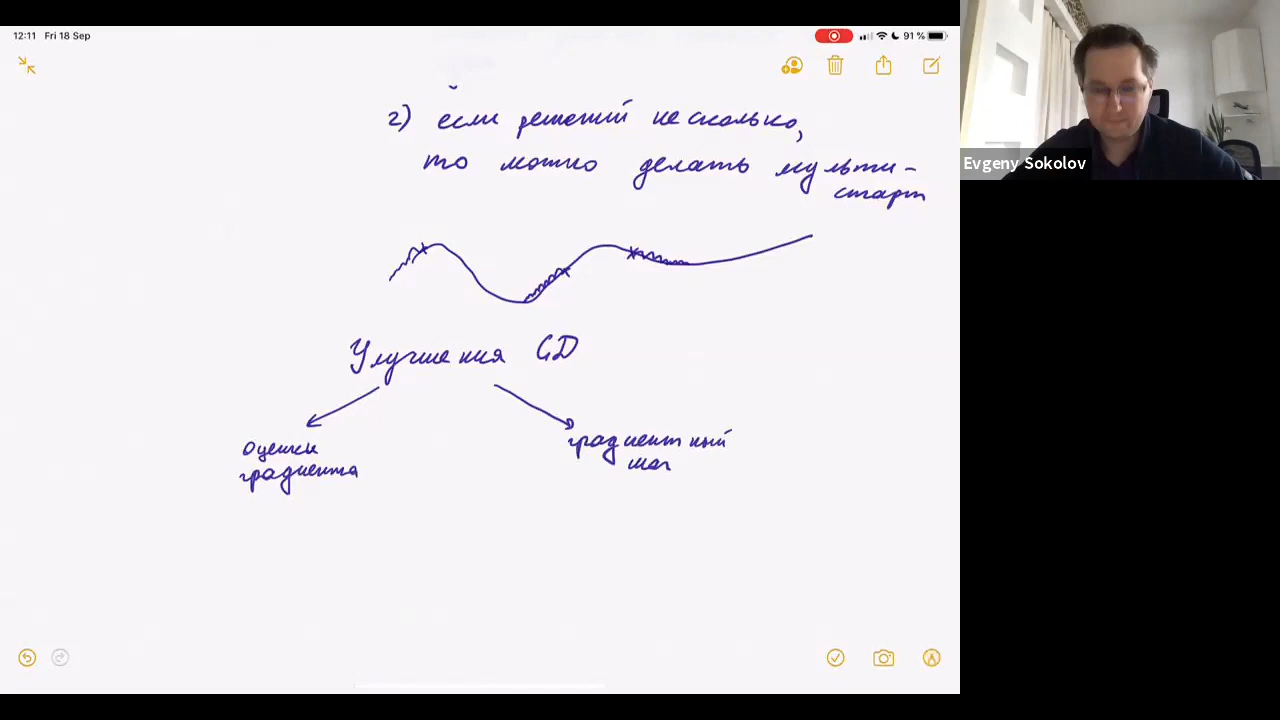 12:11 Fri 18 Sep
91 %
2) если решений несколько,
то можно делать мульти-
старт
Улучшения GD
оценки
градиента
градиентный
шаг
Evgeny Sokolov